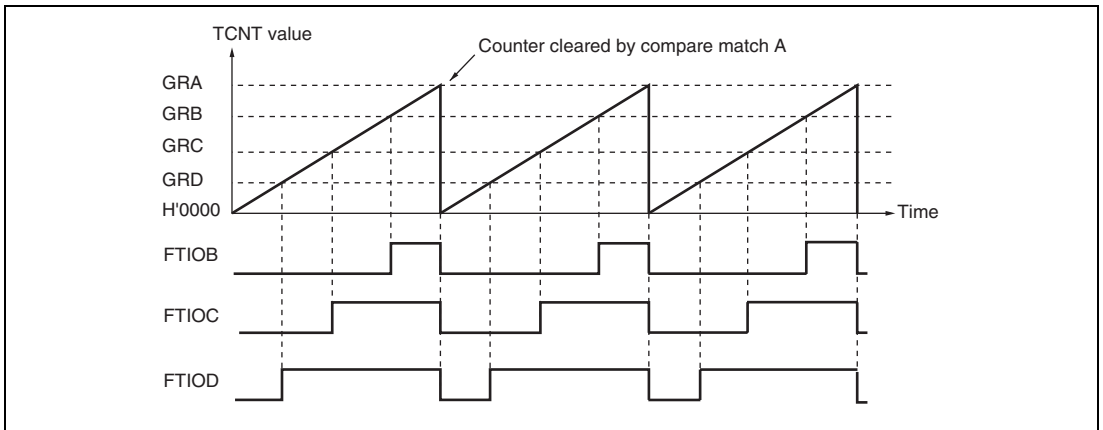 TCNT value
Counter cleared by compare match A
GRA
GRB
GRC
GRD
H'0000
Time
FTIOB
FTIOC
FTIOD